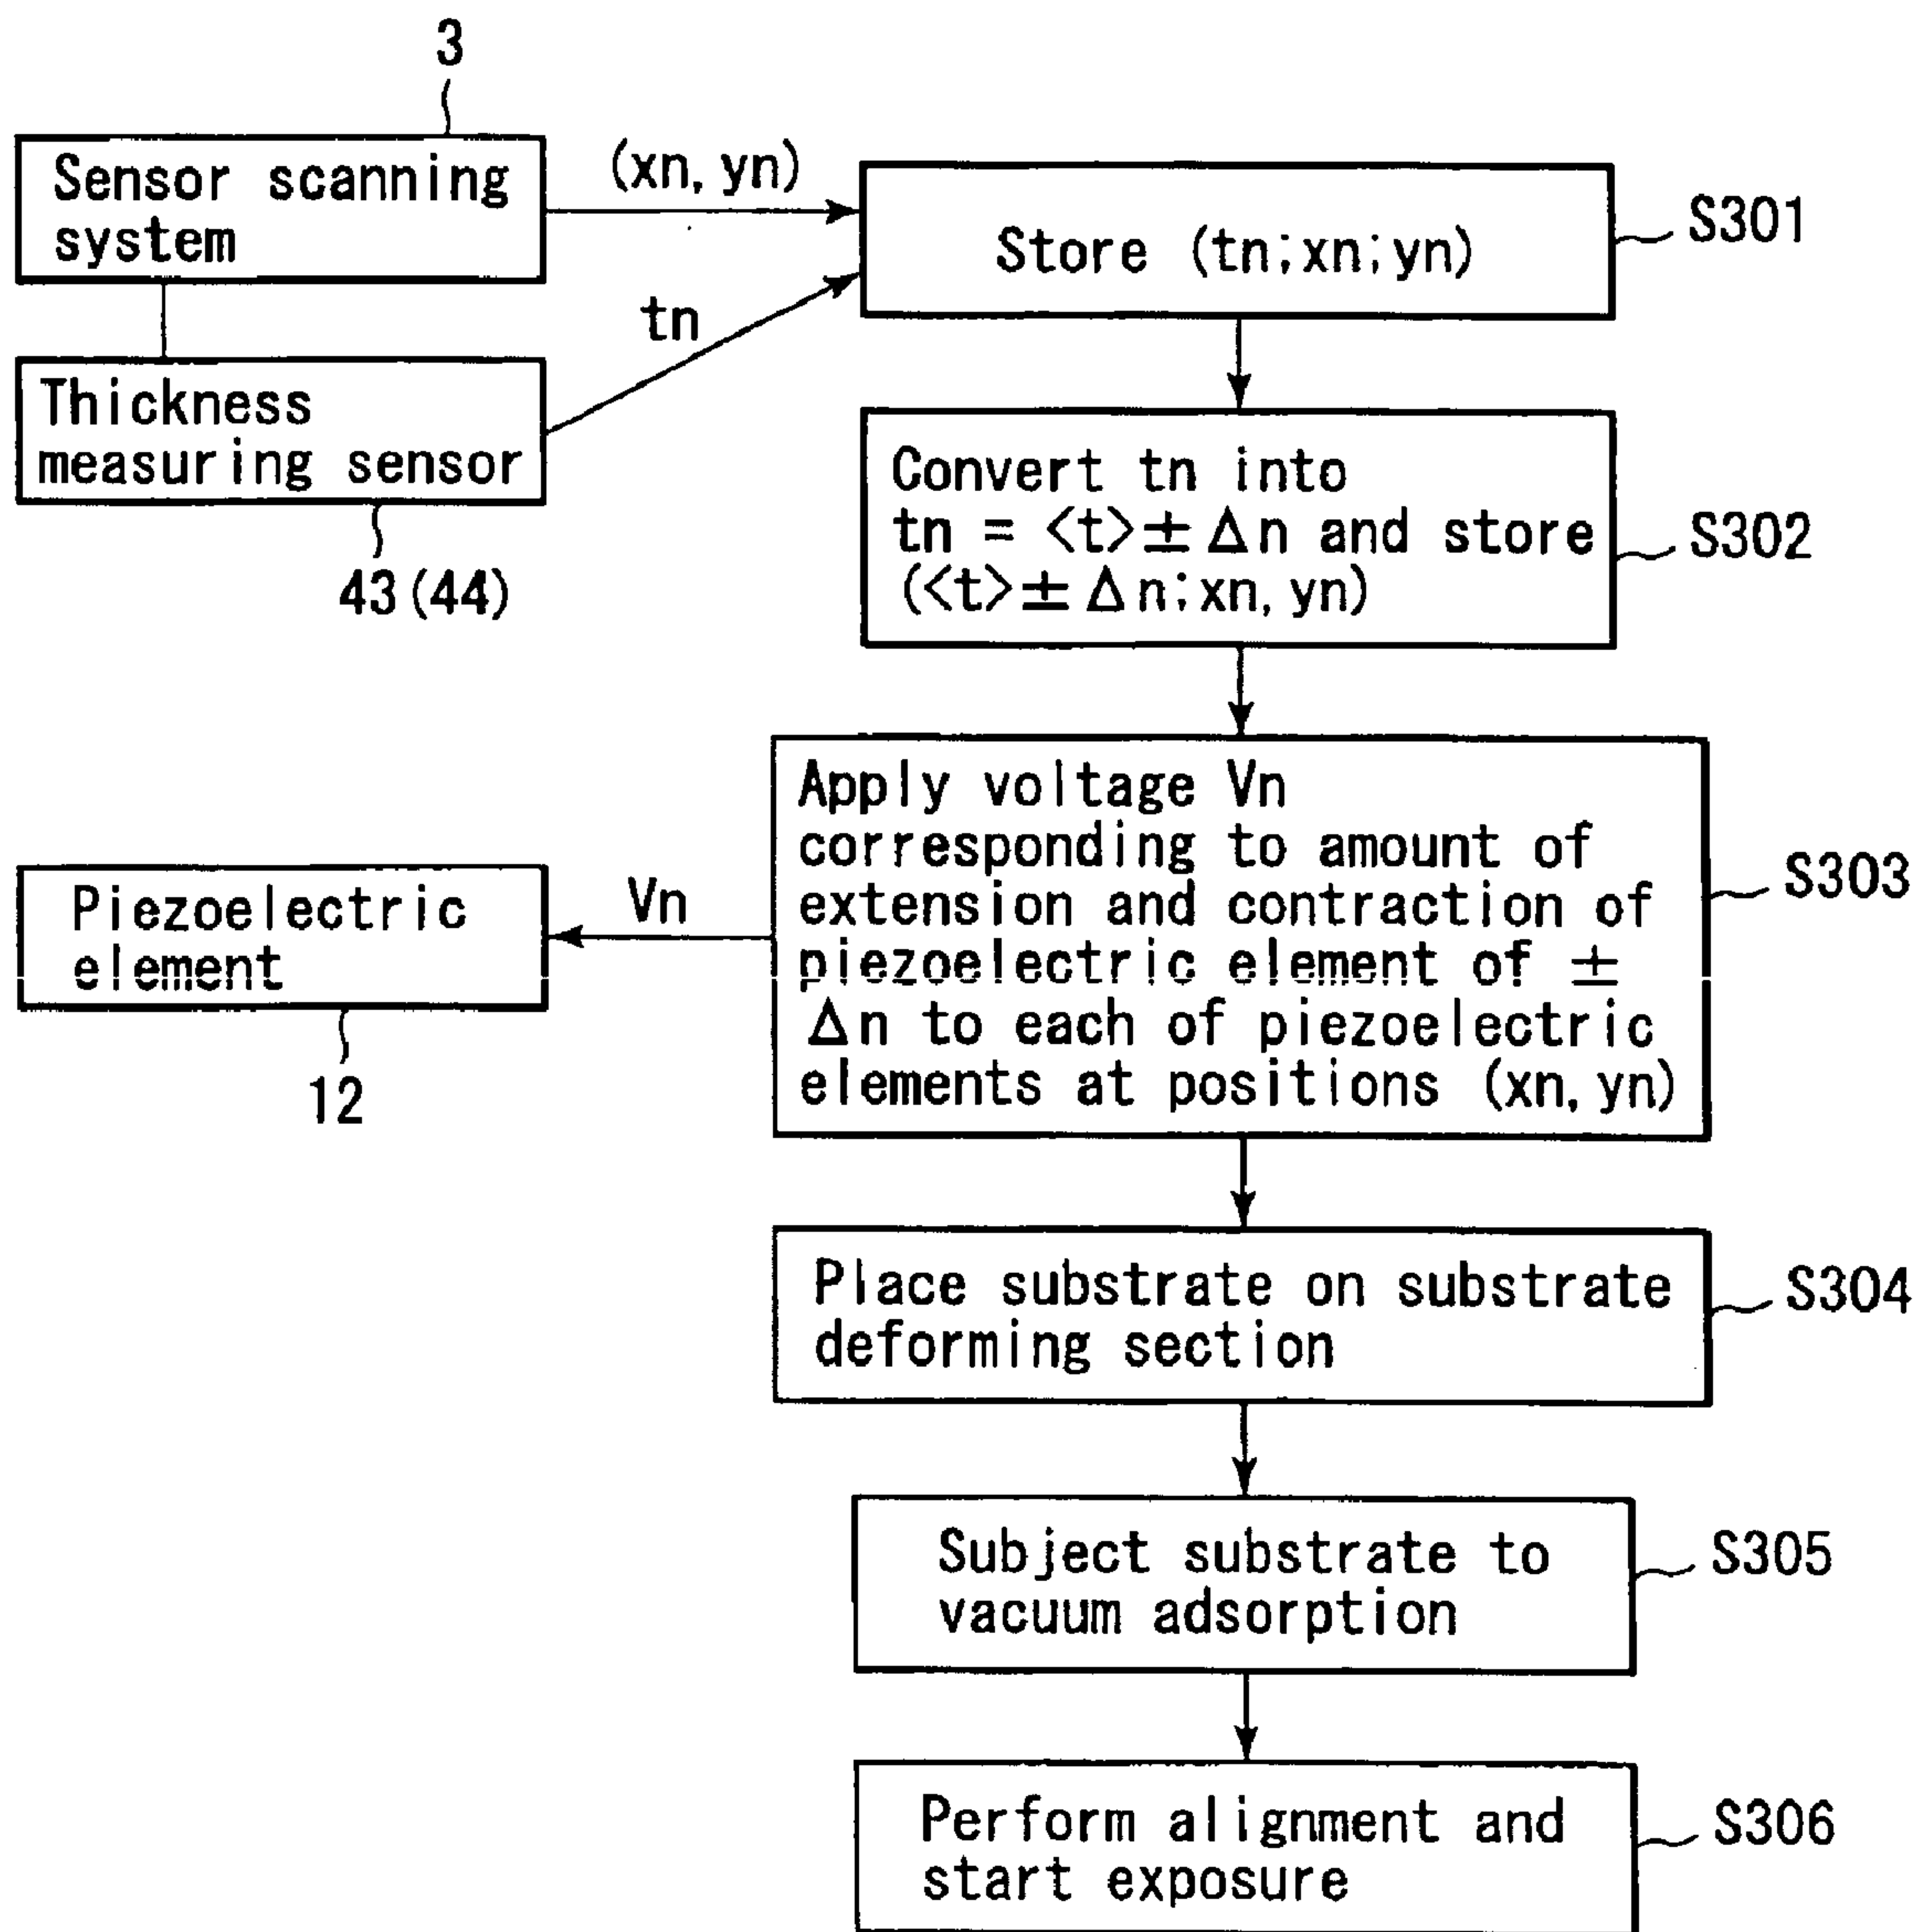 3
Sensor scanning
system
(xn, yn)
Store (tn;xn;yn)
S301
tn
Thickness
measuring sensor
43(44)
Convert tn into
tn = <t>± Δn and store
(<t>± Δn;xn, yn)
S302
Apply voltage Vn
corresponding to amount of
extension and contraction of
piezoelectric element of ±
Δn to each of piezoelectric
elements at positions (xn, yn)
S303
Vn
Piezoelectric
element
12
Place substrate on substrate
deforming section
S304
Subject substrate to
vacuum adsorption
S305
Perform alignment and
start exposure
S306